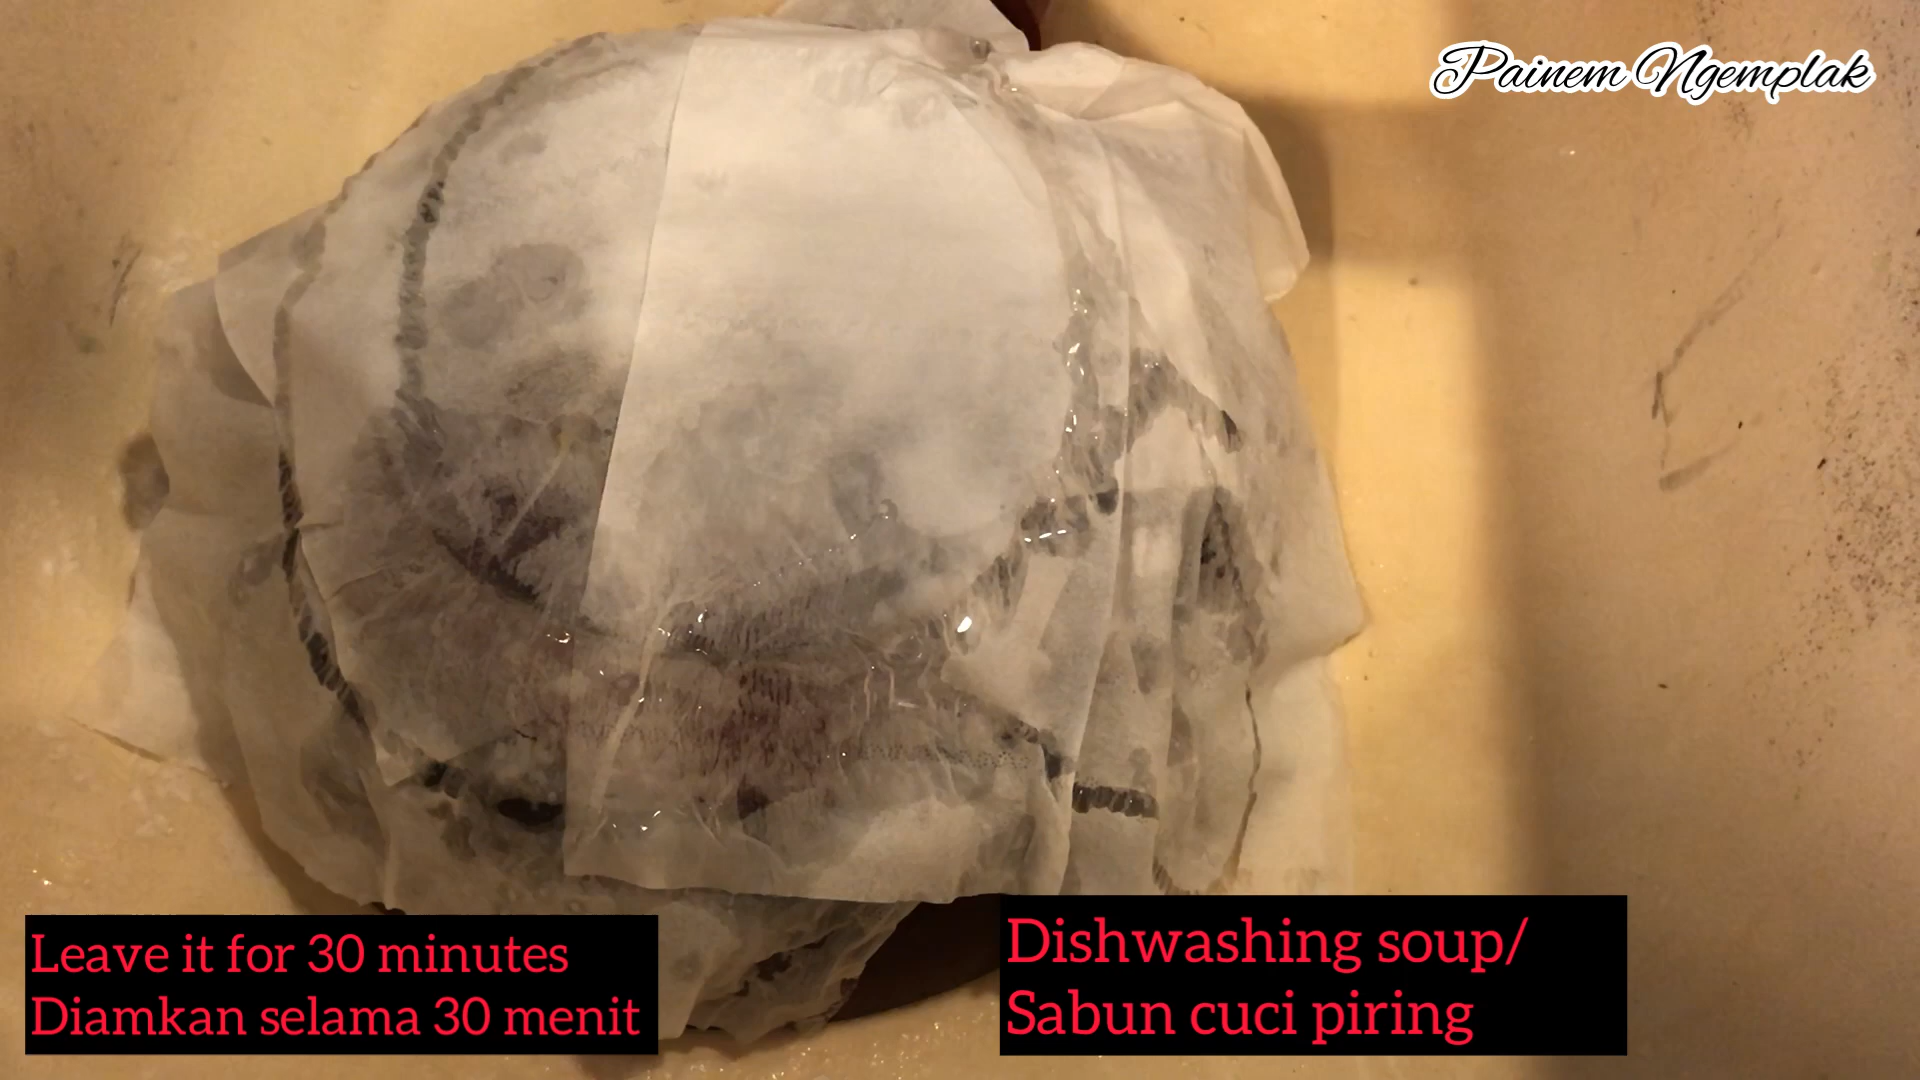 Painem Ngemplak
Leave it for 30 minutes
Diamkan selama 30 menit
Dishwashing soup/
Sabun cuci piring